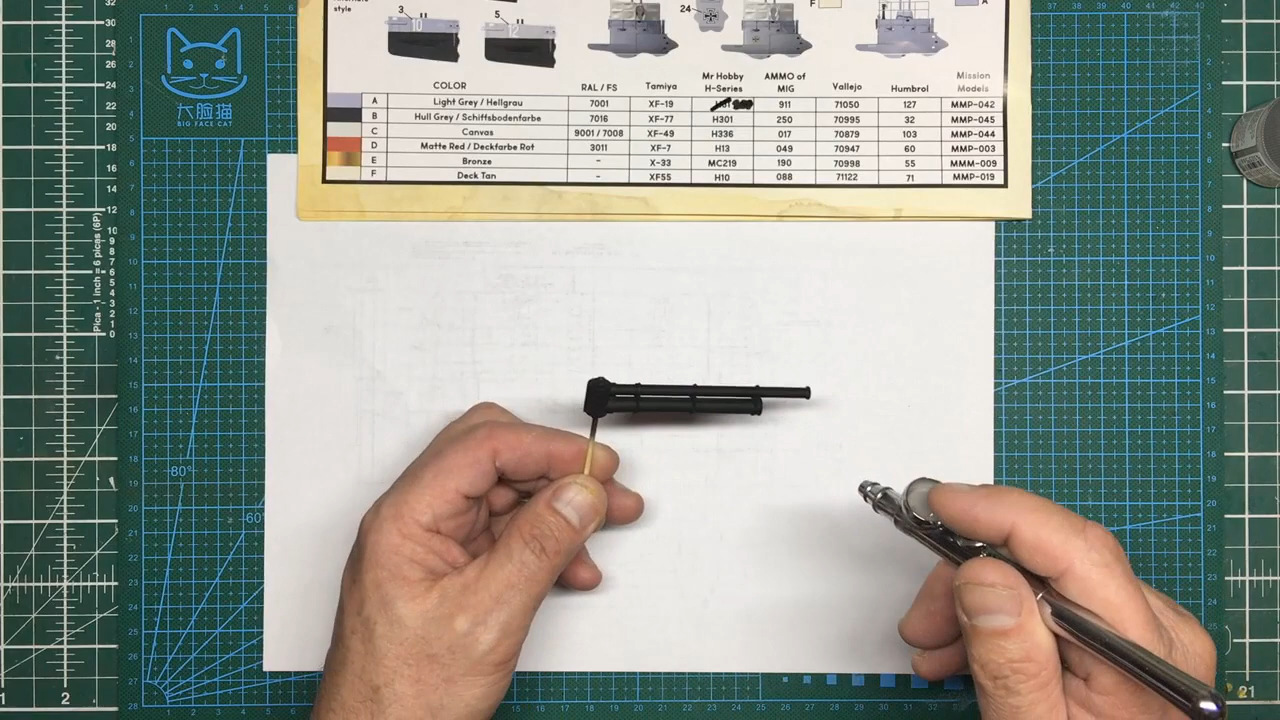 style
3
5
24
F
A
10
12
COLOR RAL / FS Tamiya Mr Hobby H-Series AMMO of MIG Vallejo Humbrol Mission Models
A Light Grey / Hellgrau 7001 XF-19 911 71050 127 MMP-042
B Hull Grey / Schiffsbodenfarbe 7016 XF-77 H301 250 70995 32 MMP-045
C Canvas 9001 / 7008 XF-49 H336 017 70879 103 MMP-044
D Matte Red / Deckfarbe Rot 3011 XF-7 H13 049 70947 60 MMP-003
E Bronze - X-33 MC219 190 70998 55 MMM-009
F Deck Tan - XF55 H10 088 71122 71 MMP-019
大脸猫
BIG FACE CAT
Pica - 1 inch = 6 picas (6P)
80°
60°
2
21